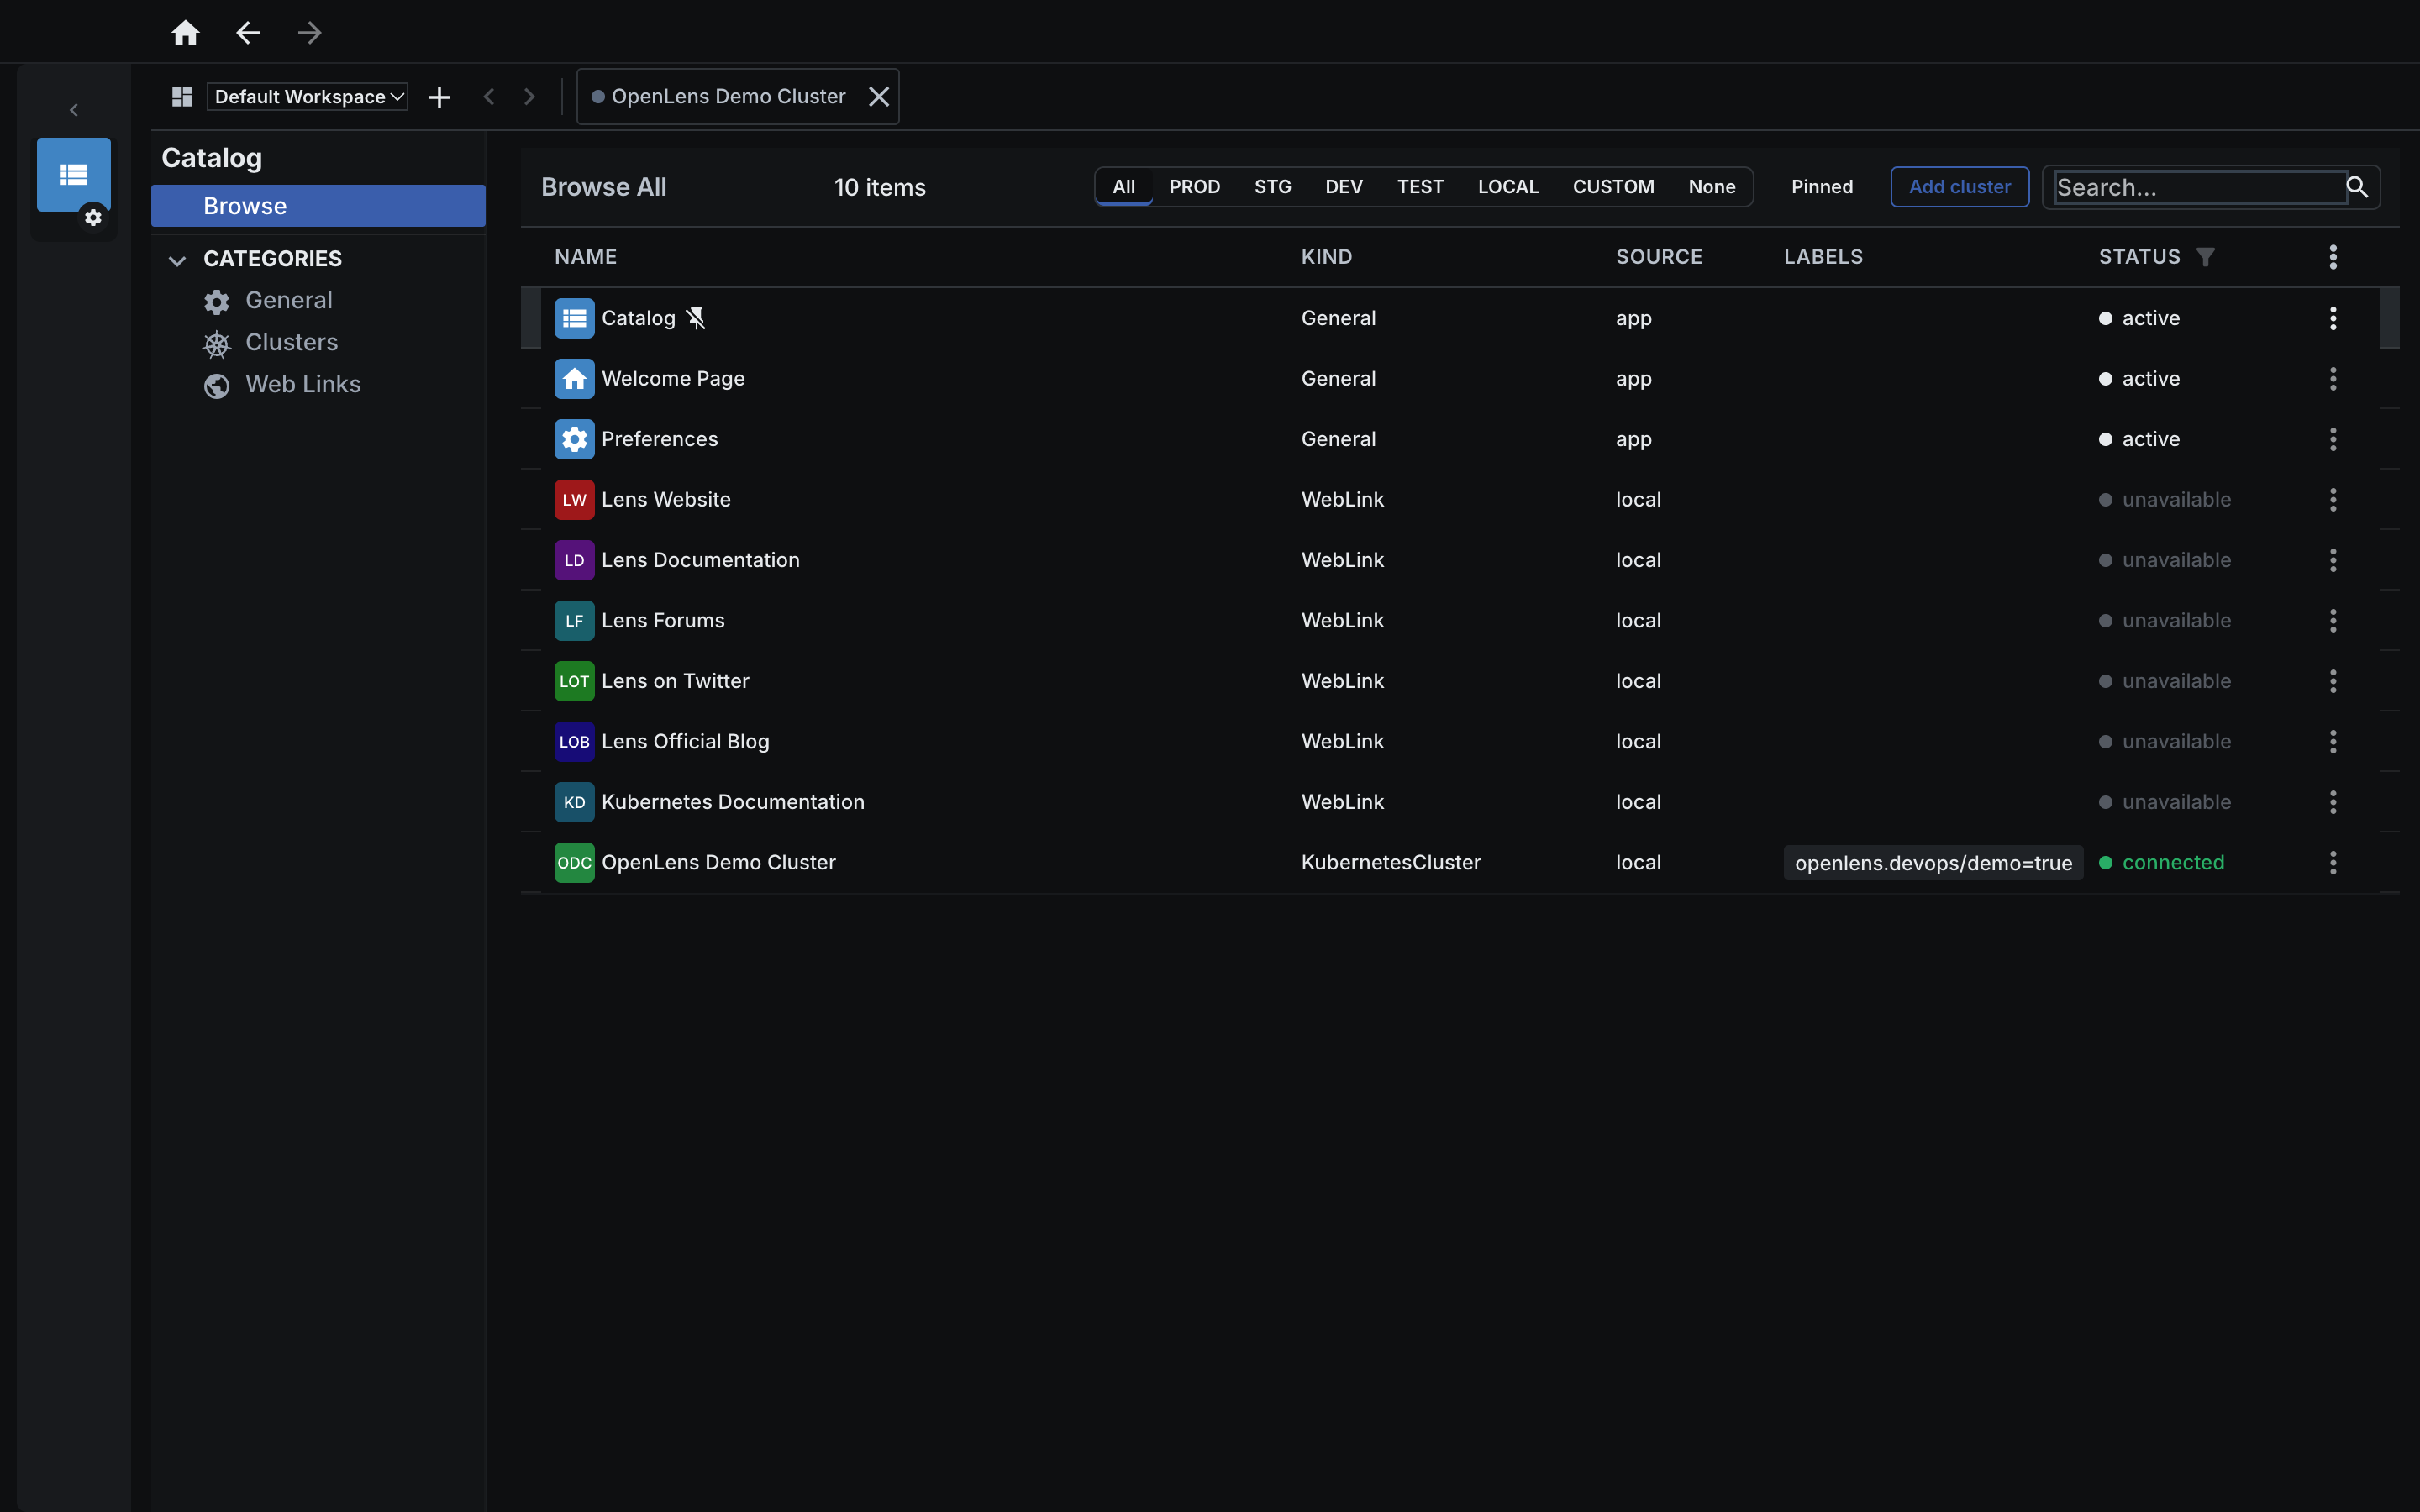 Default Workspace
OpenLens Demo Cluster
Catalog
Browse
CATEGORIES
General
Clusters
Web Links
Browse All 10 items All PROD STG DEV TEST LOCAL CUSTOM None Pinned Add cluster Search...
NAME KIND SOURCE LABELS STATUS
Catalog General app active
Welcome Page General app active
Preferences General app active
LW Lens Website WebLink local unavailable
LD Lens Documentation WebLink local unavailable
LF Lens Forums WebLink local unavailable
LOT Lens on Twitter WebLink local unavailable
LOB Lens Official Blog WebLink local unavailable
KD Kubernetes Documentation WebLink local unavailable
ODC OpenLens Demo Cluster KubernetesCluster local openlens.devops/demo=true connected